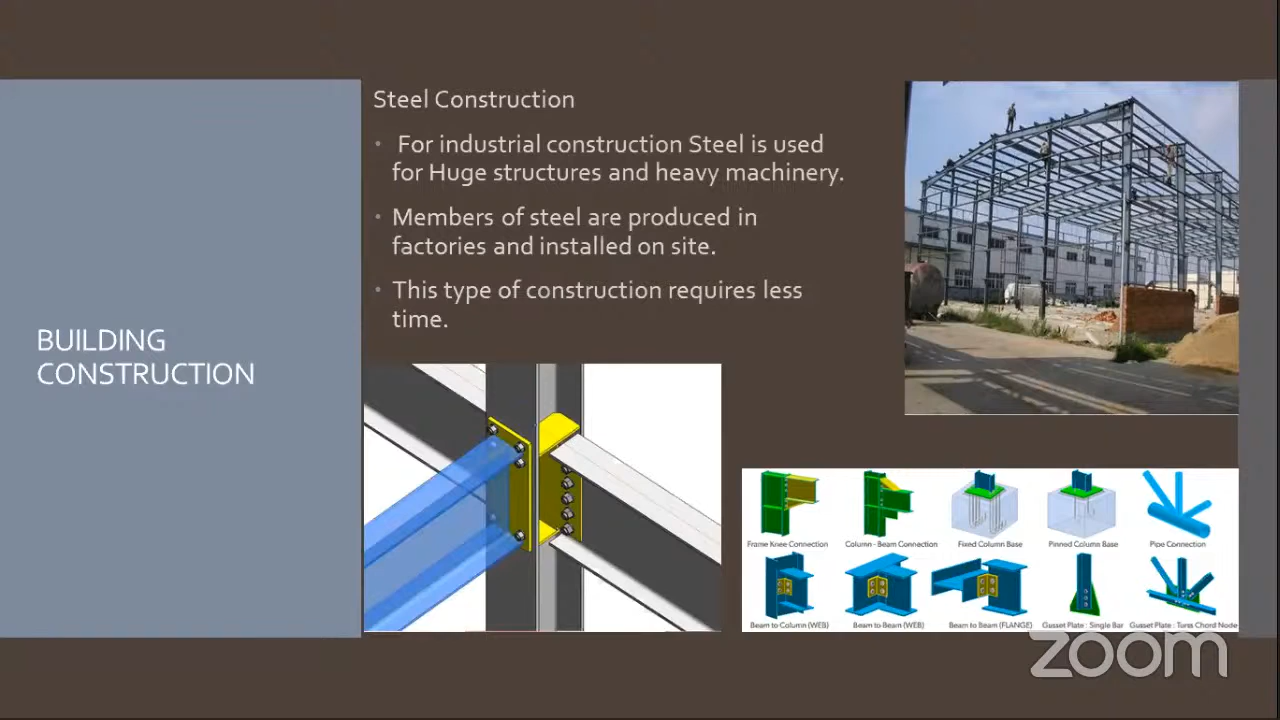 Steel Construction
• For industrial construction Steel is used
for Huge structures and heavy machinery.
• Members of steel are produced in
factories and installed on site.
• This type of construction requires less
time.
BUILDING
CONSTRUCTION
Frame Knee Connection
Column - Beam Connection
Fixed Column Base
Pinned Column Base
Pipe Connection
Beam to Column (WEB)
Beam to Beam (WEB)
Beam to Beam (FLANGE)
Gusset Plate : Single Bar
Gusset Plate : Turss Chord Node
zoom